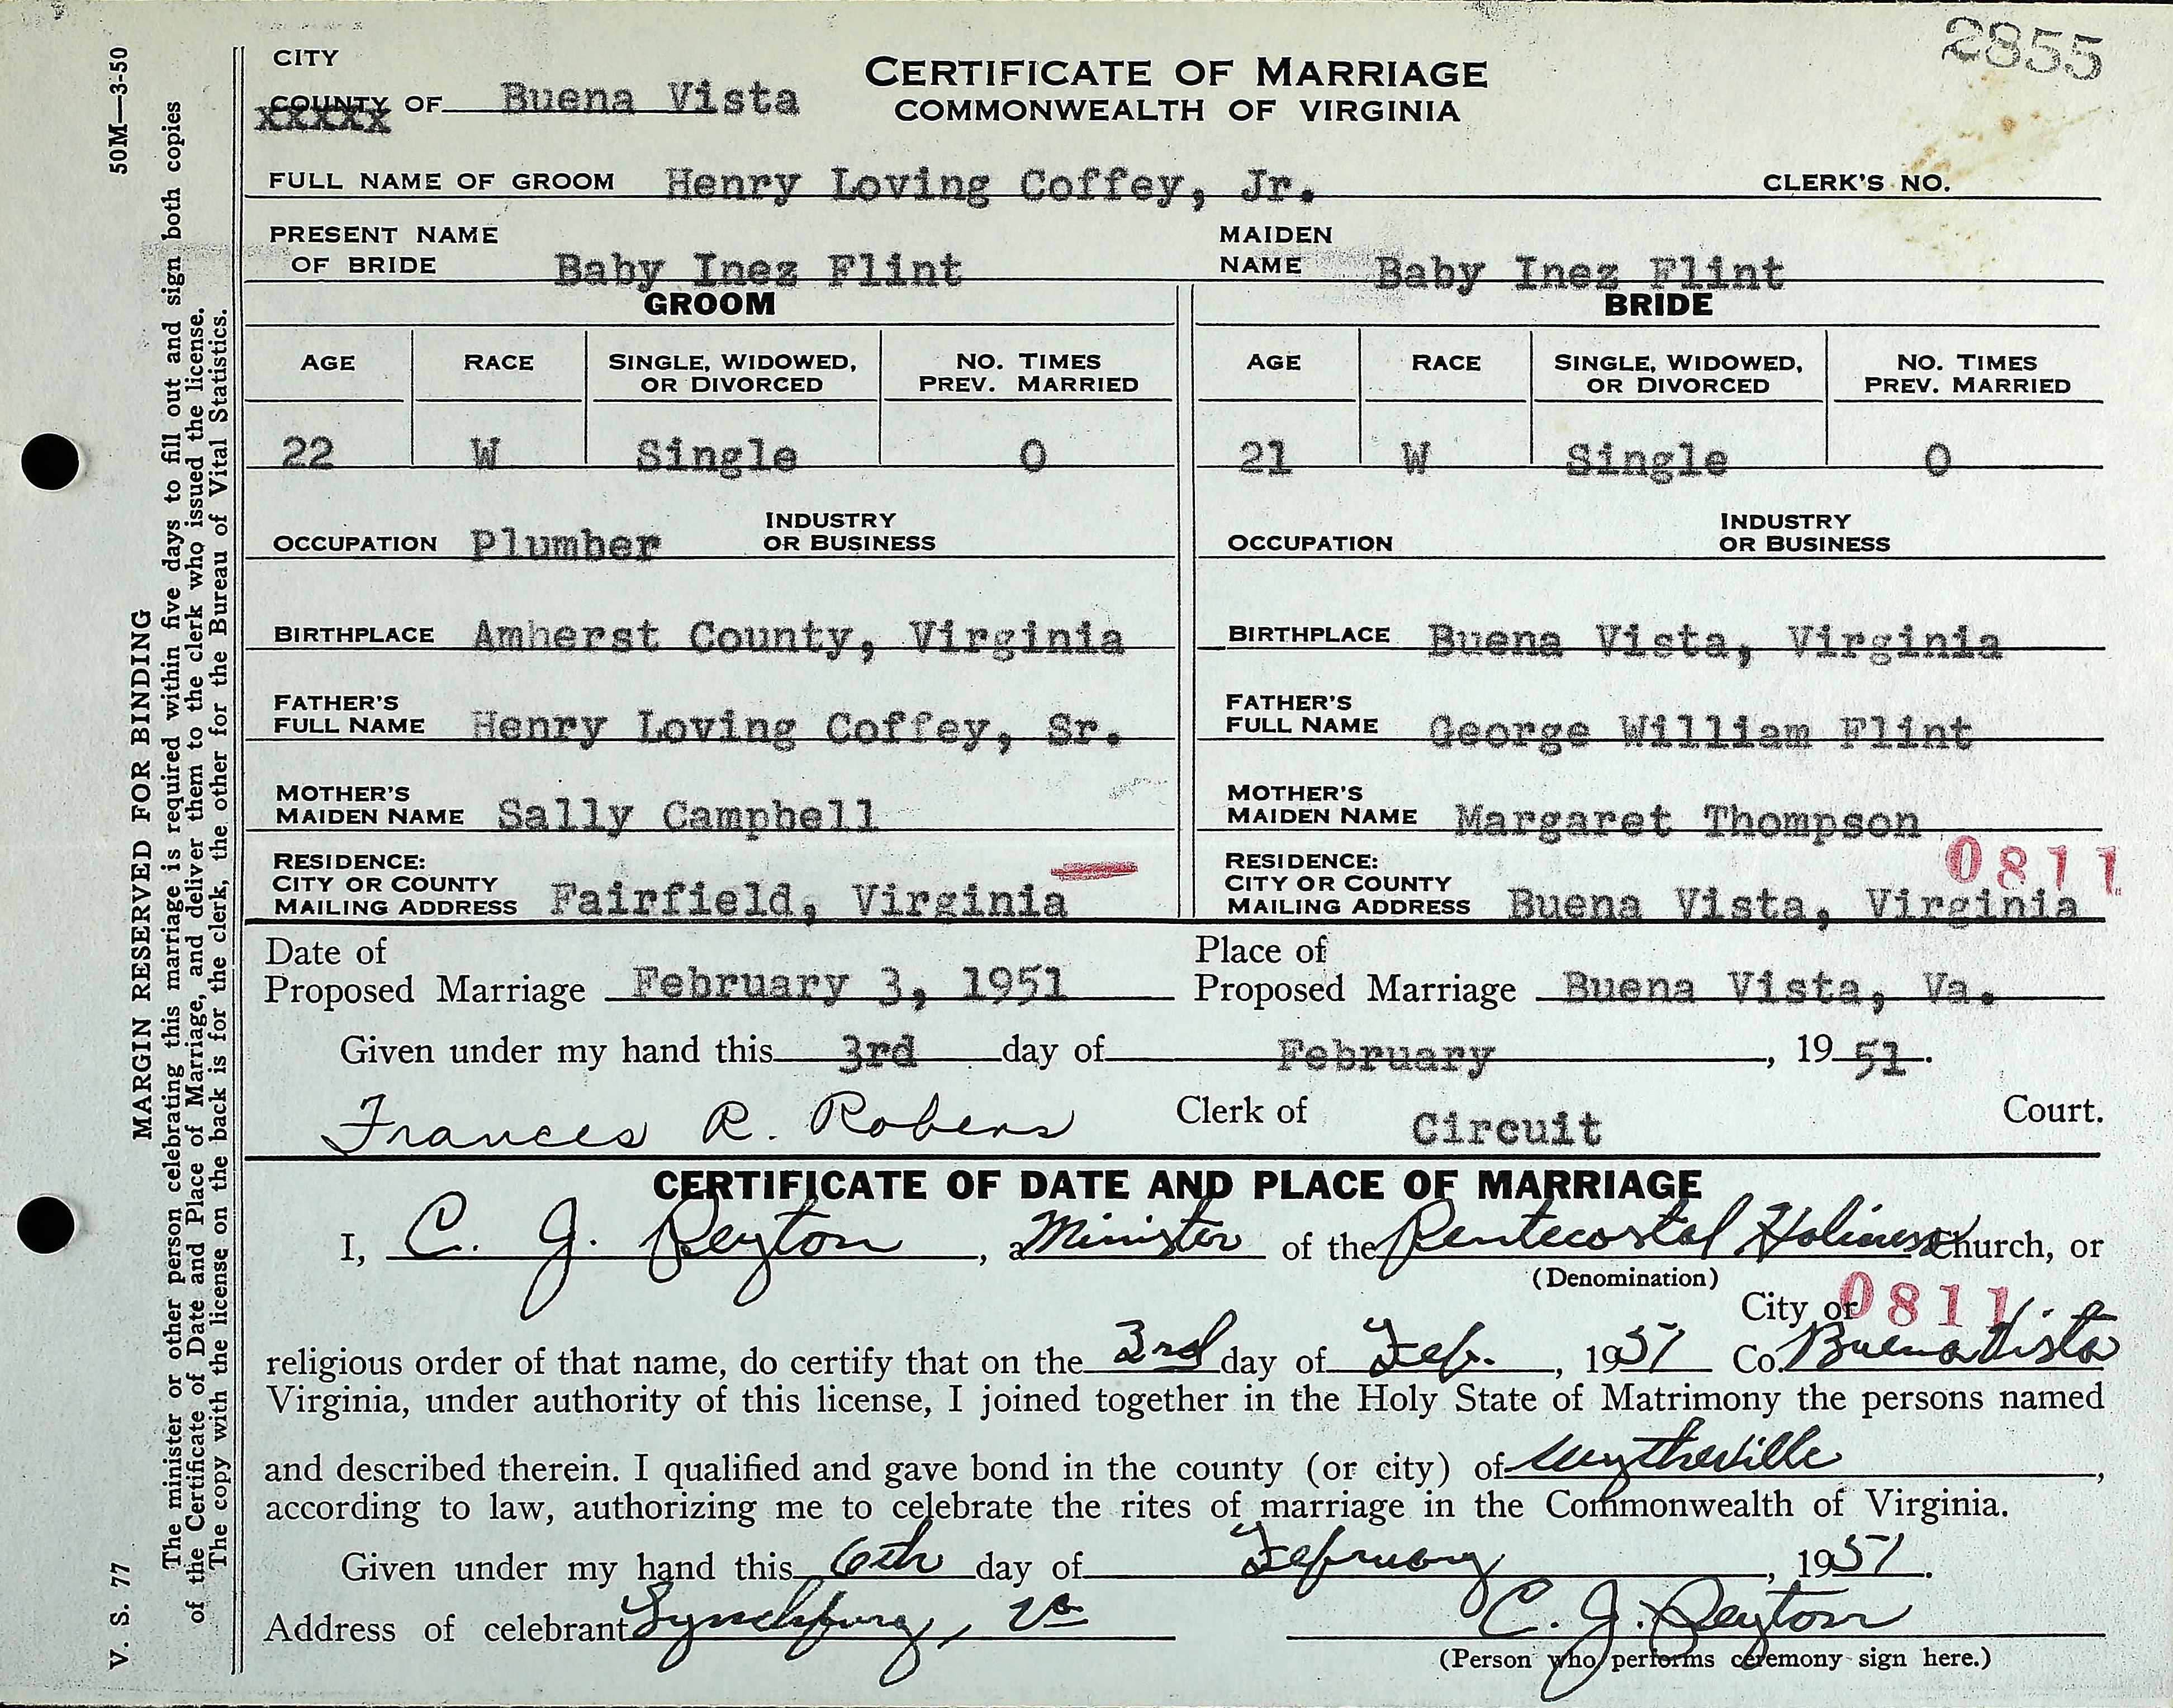 2855
CITY
COUNTY OF Buena Vista
xxxxx
CERTIFICATE OF MARRIAGE
COMMONWEALTH OF VIRGINIA
FULL NAME OF GROOM Henry Loving Coffey, Jr. CLERK'S NO.
PRESENT NAME OF BRIDE Baby Inez Flint MAIDEN NAME Baby Inez Flint
GROOM BRIDE
AGE RACE SINGLE, WIDOWED, OR DIVORCED NO. TIMES PREV. MARRIED AGE RACE SINGLE, WIDOWED, OR DIVORCED NO. TIMES PREV. MARRIED
22 W Single 0 21 W Single 0
OCCUPATION Plumber INDUSTRY OR BUSINESS OCCUPATION INDUSTRY OR BUSINESS
BIRTHPLACE Amherst County, Virginia BIRTHPLACE Buena Vista, Virginia
FATHER'S FULL NAME Henry Loving Coffey, Sr. FATHER'S FULL NAME George William Flint
MOTHER'S MAIDEN NAME Sally Campbell MOTHER'S MAIDEN NAME Margaret Thompson
0811
RESIDENCE: CITY OR COUNTY MAILING ADDRESS Fairfield, Virginia RESIDENCE: CITY OR COUNTY MAILING ADDRESS Buena Vista, Virginia
Date of Proposed Marriage February 3, 1951 Place of Proposed Marriage Buena Vista, Va.
Given under my hand this 3rd day of February, 19 51.
Frances R. Robens Clerk of Circuit Court.
CERTIFICATE OF DATE AND PLACE OF MARRIAGE
I, C. J. Peyton, a Minister of the Pentecostal Holiness Church, or
(Denomination)
City or 0811
religious order of that name, do certify that on the 3rd day of Feb., 1951 Co. Buena Vista
Virginia, under authority of this license, I joined together in the Holy State of Matrimony the persons named
and described therein. I qualified and gave bond in the county (or city) of Wytheville,
according to law, authorizing me to celebrate the rites of marriage in the Commonwealth of Virginia.
Given under my hand this 6th day of February, 1951.
Address of celebrant Lynchburg, Va C. J. Peyton
(Person who performs ceremony sign here.)
V. S. 77 MARGIN RESERVED FOR BINDING 50M—3-50
The minister or other person celebrating this marriage is required within five days to fill out and sign both copies
of the Certificate of Date and Place of Marriage, and deliver them to the clerk who issued the license.
The copy with the license on the back is for the clerk, the other for the Bureau of Vital Statistics.